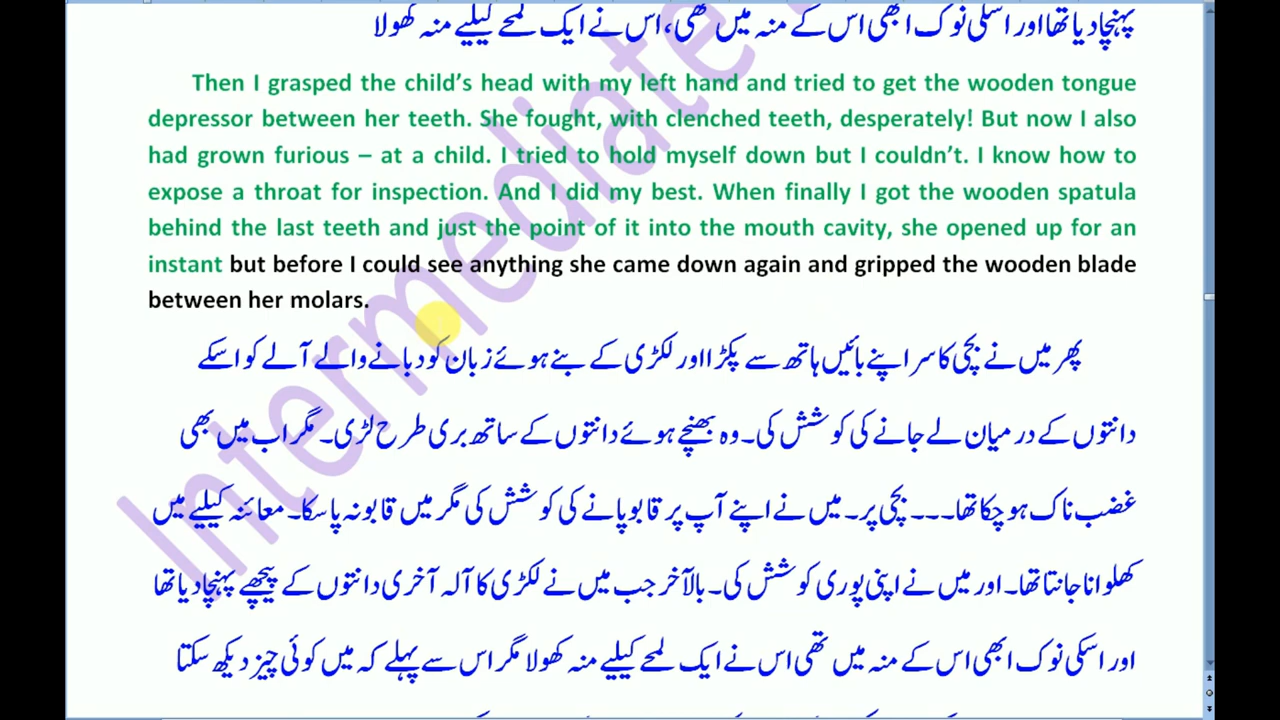 پہنچا دیا تھا اور اسکی نوک ابھی اس کے منہ میں تھی، اس نے ایک لمحے کیلیے منہ کھولا
Then I grasped the child’s head with my left hand and tried to get the wooden tongue
depressor between her teeth. She fought, with clenched teeth, desperately! But now I also
had grown furious – at a child. I tried to hold myself down but I couldn’t. I know how to
expose a throat for inspection. And I did my best. When finally I got the wooden spatula
behind the last teeth and just the point of it into the mouth cavity, she opened up for an
instant but before I could see anything she came down again and gripped the wooden blade
between her molars.
پھر میں نے بچی کا سر اپنے بائیں ہاتھ سے پکڑا اور لکڑی کے بنے ہوئے زبان کو دبانے والے آلے کو اسکے
دانتوں کے درمیان لے جانے کی کوشش کی۔ وہ بھنچے ہوئے دانتوں کے ساتھ بری طرح لڑی۔ مگر اب میں بھی
غضب ناک ہو چکا تھا۔۔۔ بچی پر۔ میں نے اپنے آپ پر قابو پانے کی کوشش کی مگر میں قابو نہ پا سکا۔ معائنہ کیلیے میں
کھلوانا جانتا تھا۔ اور میں نے اپنی پوری کوشش کی۔ بالآخر جب میں نے لکڑی کا آلہ آخری دانتوں کے پیچھے پہنچا دیا تھا
اور اسکی نوک ابھی اس کے منہ میں تھی اس نے ایک لمحے کیلیے منہ کھولا مگر اس سے پہلے کہ میں کوئی چیز دیکھ سکتا
Intermediate